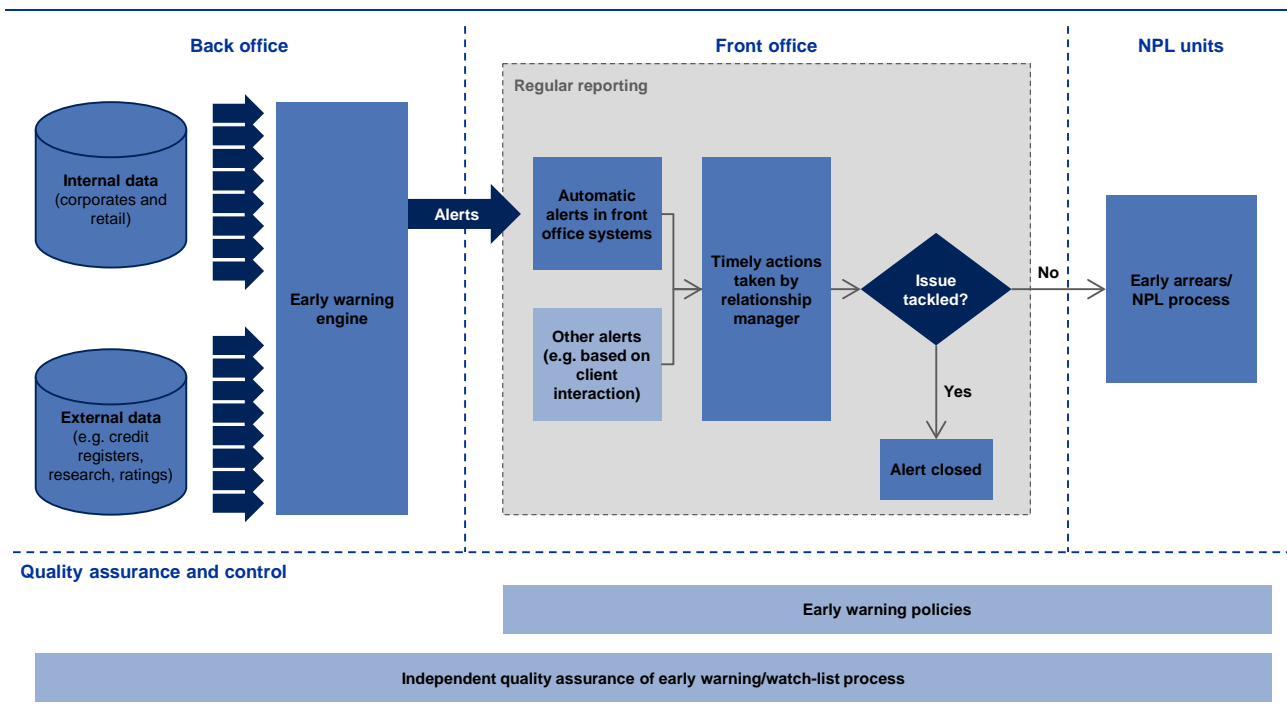 Back office
Front office
NPL units
Regular reporting
Internal data
(corporates and
retail)
External data
(e.g. credit
registers,
research, ratings)
Early warning
engine
Alerts
Automatic
alerts in front
office systems
Other alerts
(e.g. based on
client
interaction)
Timely actions
taken by
relationship
manager
Issue
tackled?
No
Yes
Alert closed
Early arrears/
NPL process
Quality assurance and control
Early warning policies
Independent quality assurance of early warning/watch-list process